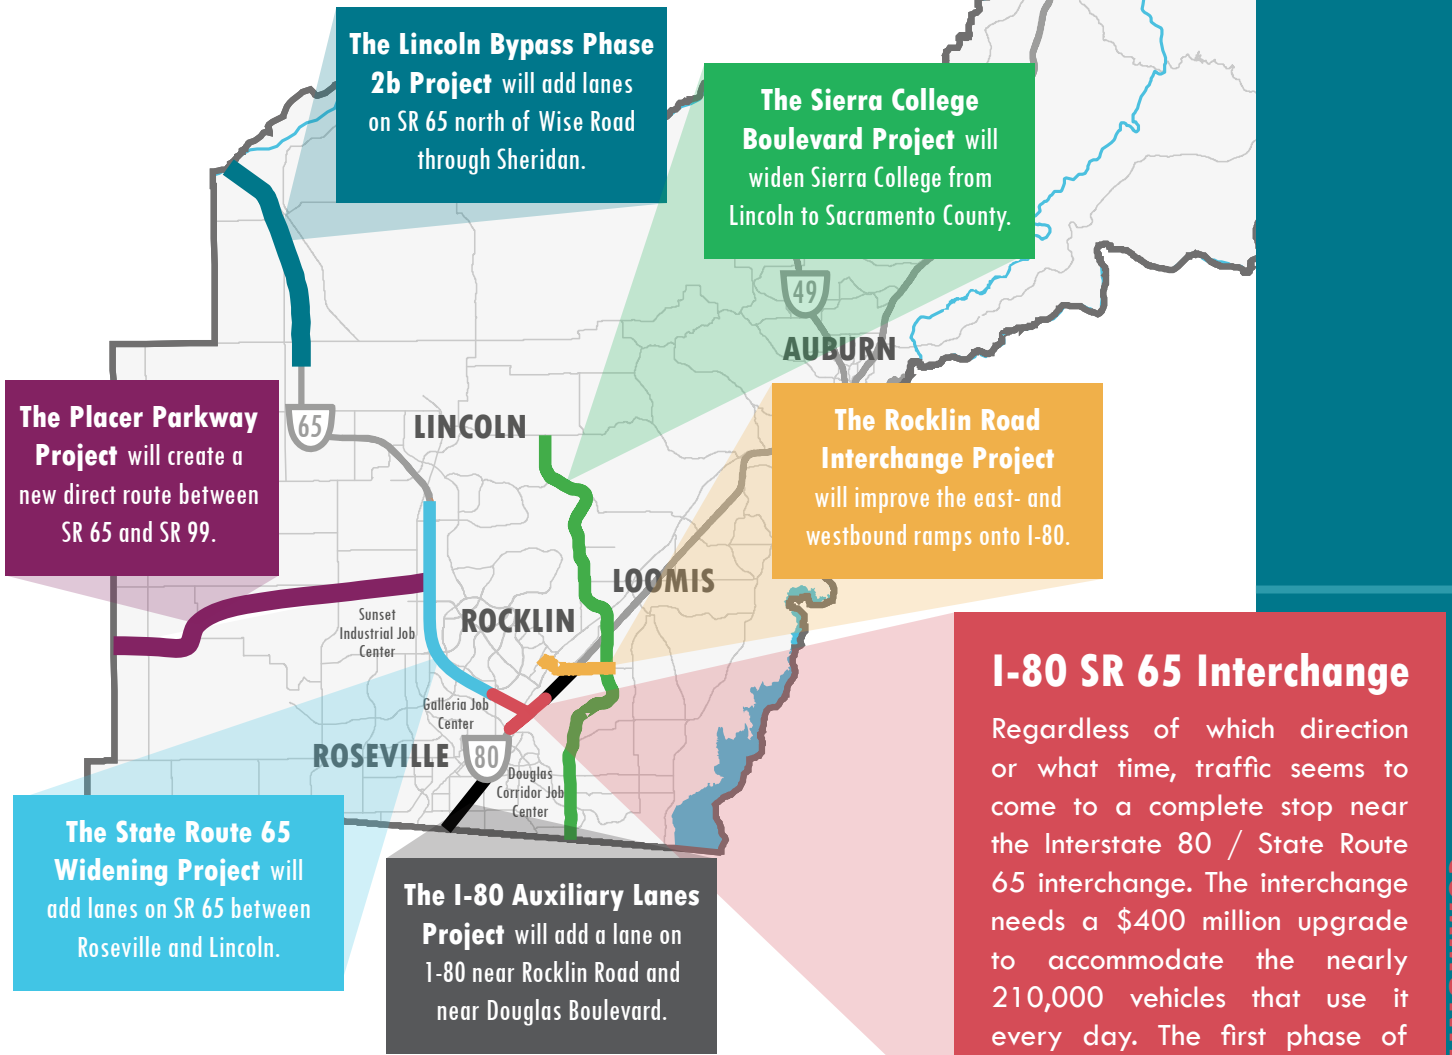 The Lincoln Bypass Phase
2b Project will add lanes
on SR 65 north of Wise Road
through Sheridan.
The Sierra College
Boulevard Project will
widen Sierra College from
Lincoln to Sacramento County.
49
AUBURN
The Placer Parkway
Project will create a
new direct route between
SR 65 and SR 99.
65
LINCOLN
The Rocklin Road
Interchange Project
will improve the east- and
westbound ramps onto I-80.
LOOMIS
ROCKLIN
Sunset
Industrial Job
Center
Galleria Job
Center
ROSEVILLE
80
Douglas
Corridor Job
Center
The State Route 65
Widening Project will
add lanes on SR 65 between
Roseville and Lincoln.
The I-80 Auxiliary Lanes
Project will add a lane on
1-80 near Rocklin Road and
near Douglas Boulevard.
I-80 SR 65 Interchange
Regardless of which direction
or what time, traffic seems to
come to a complete stop near
the Interstate 80 / State Route
65 interchange. The interchange
needs a $400 million upgrade
to accommodate the nearly
210,000 vehicles that use it
every day. The first phase of